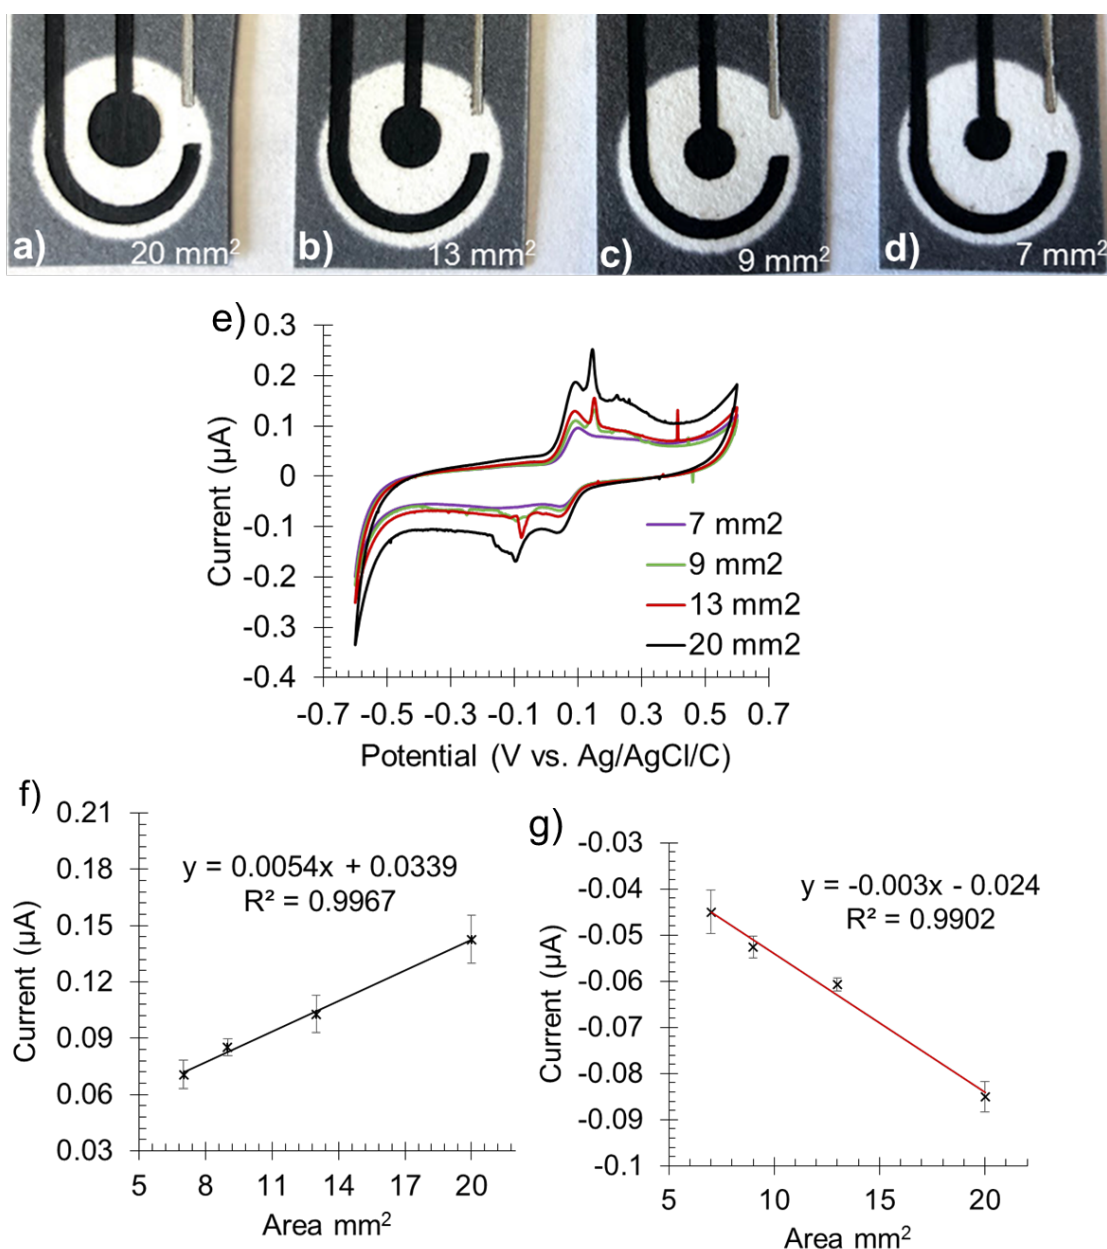 a) 20 mm²
b) 13 mm²
c) 9 mm²
d) 7 mm²
e)
0.3
0.2
0.1
0
-0.1
-0.2
-0.3
-0.4
Current (µA)
7 mm2
9 mm2
13 mm2
20 mm2
-0.7 -0.5 -0.3 -0.1 0.1 0.3 0.5 0.7
Potential (V vs. Ag/AgCl/C)
f)
0.21
0.18
0.15
0.12
0.09
0.06
0.03
Current (µA)
y = 0.0054x + 0.0339
R² = 0.9967
5 8 11 14 17 20
Area mm²
g)
-0.03
-0.04
-0.05
-0.06
-0.07
-0.08
-0.09
-0.1
Current (µA)
y = -0.003x - 0.024
R² = 0.9902
5 10 15 20
Area mm²